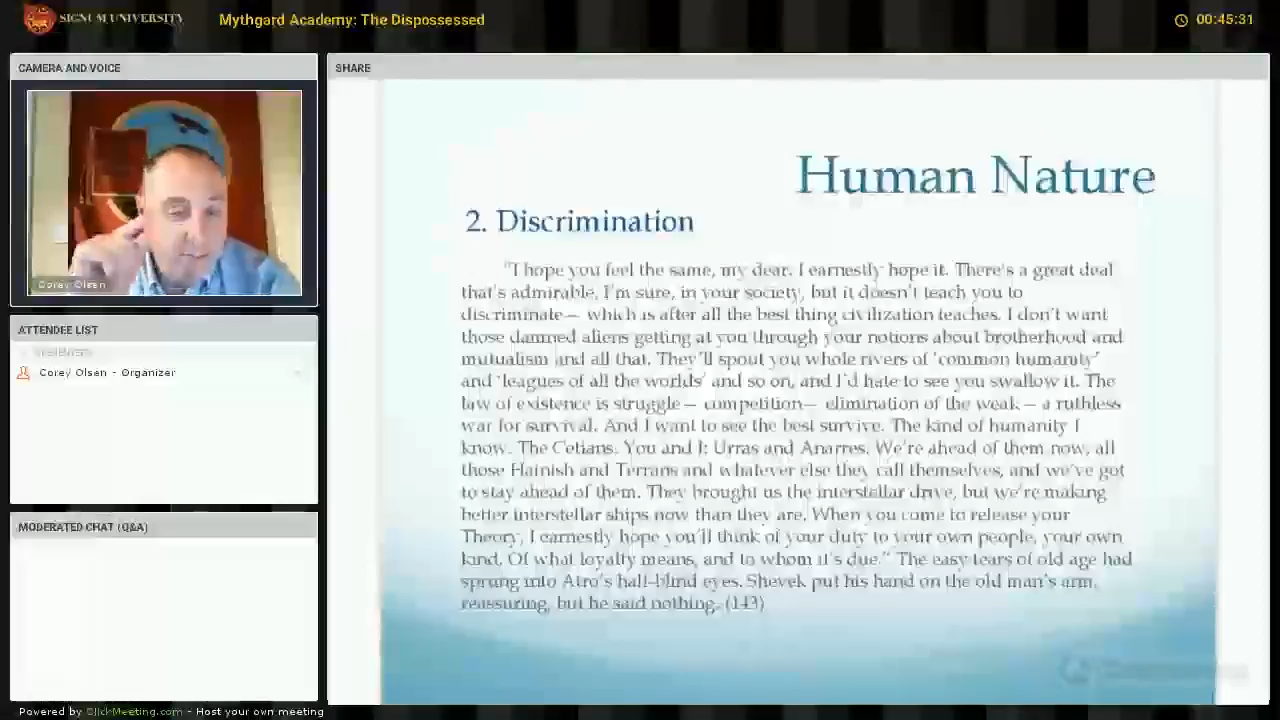 SIGNUM UNIVERSITY
Mythgard Academy: The Dispossessed
00:45:31
CAMERA AND VOICE
Corey Olsen
ATTENDEE LIST
Corey Olsen - Organizer
MODERATED CHAT (Q&A)
SHARE
Human Nature
2. Discrimination
"I hope you feel the same, my dear. I earnestly hope it. There's a great deal
that's admirable, I'm sure, in your society, but it doesn't teach you to
discriminate— which is after all the best thing civilization teaches. I don't want
those damned aliens getting at you through your notions about brotherhood and
mutualism and all that. They'll spout you whole rivers of 'common humanity'
and 'leagues of all the worlds' and so on, and I'd hate to see you swallow it. The
law of existence is struggle— competition— elimination of the weak— a ruthless
war for survival. And I want to see the best survive. The kind of humanity I
know. The Cetians. You and I: Urras and Anarres. We're ahead of them now, all
those Hainish and Terrans and whatever else they call themselves, and we've got
to stay ahead of them. They brought us the interstellar drive, but we're making
better interstellar ships now than they are. When you come to release your
Theory, I earnestly hope you'll think of your duty to your own people, your own
kind. Of what loyalty means, and to whom it's due." The easy tears of old age had
sprung into Atro's half-blind eyes. Shevek put his hand on the old man's arm,
reassuring, but he said nothing. (143)
Powered by ClickMeeting.com - Host your own meeting